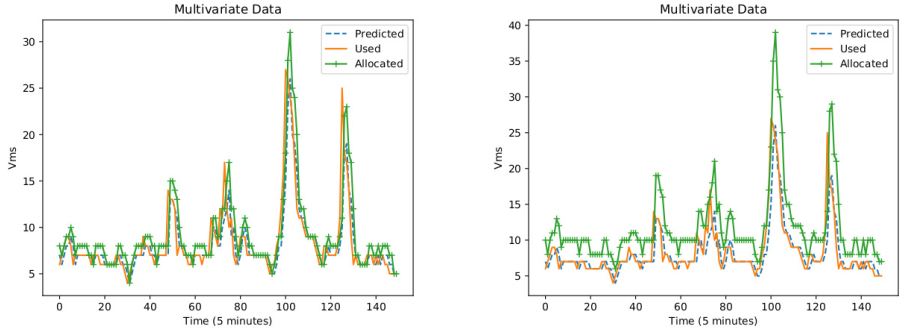 Multivariate Data
30
25
20
15
10
5
Vms
0 20 40 60 80 100 120 140
Time (5 minutes)
Predicted
Used
Allocated
Multivariate Data
40
35
30
25
20
15
10
5
Vms
0 20 40 60 80 100 120 140
Time (5 minutes)
Predicted
Used
Allocated